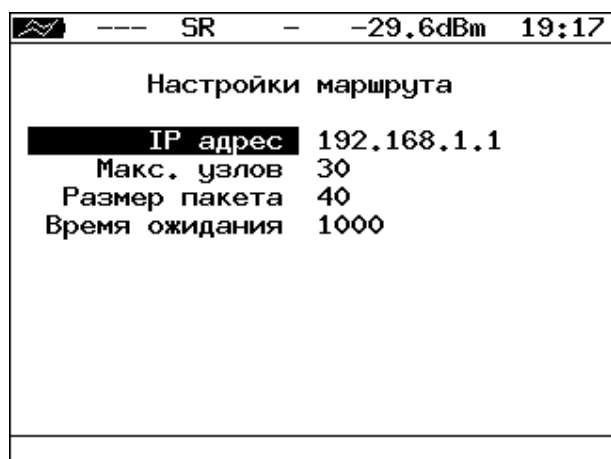 --- SR - -29.6dBm 19:17
Настройки маршрута
IP адрес 192.168.1.1
Макс. узлов 30
Размер пакета 40
Время ожидания 1000